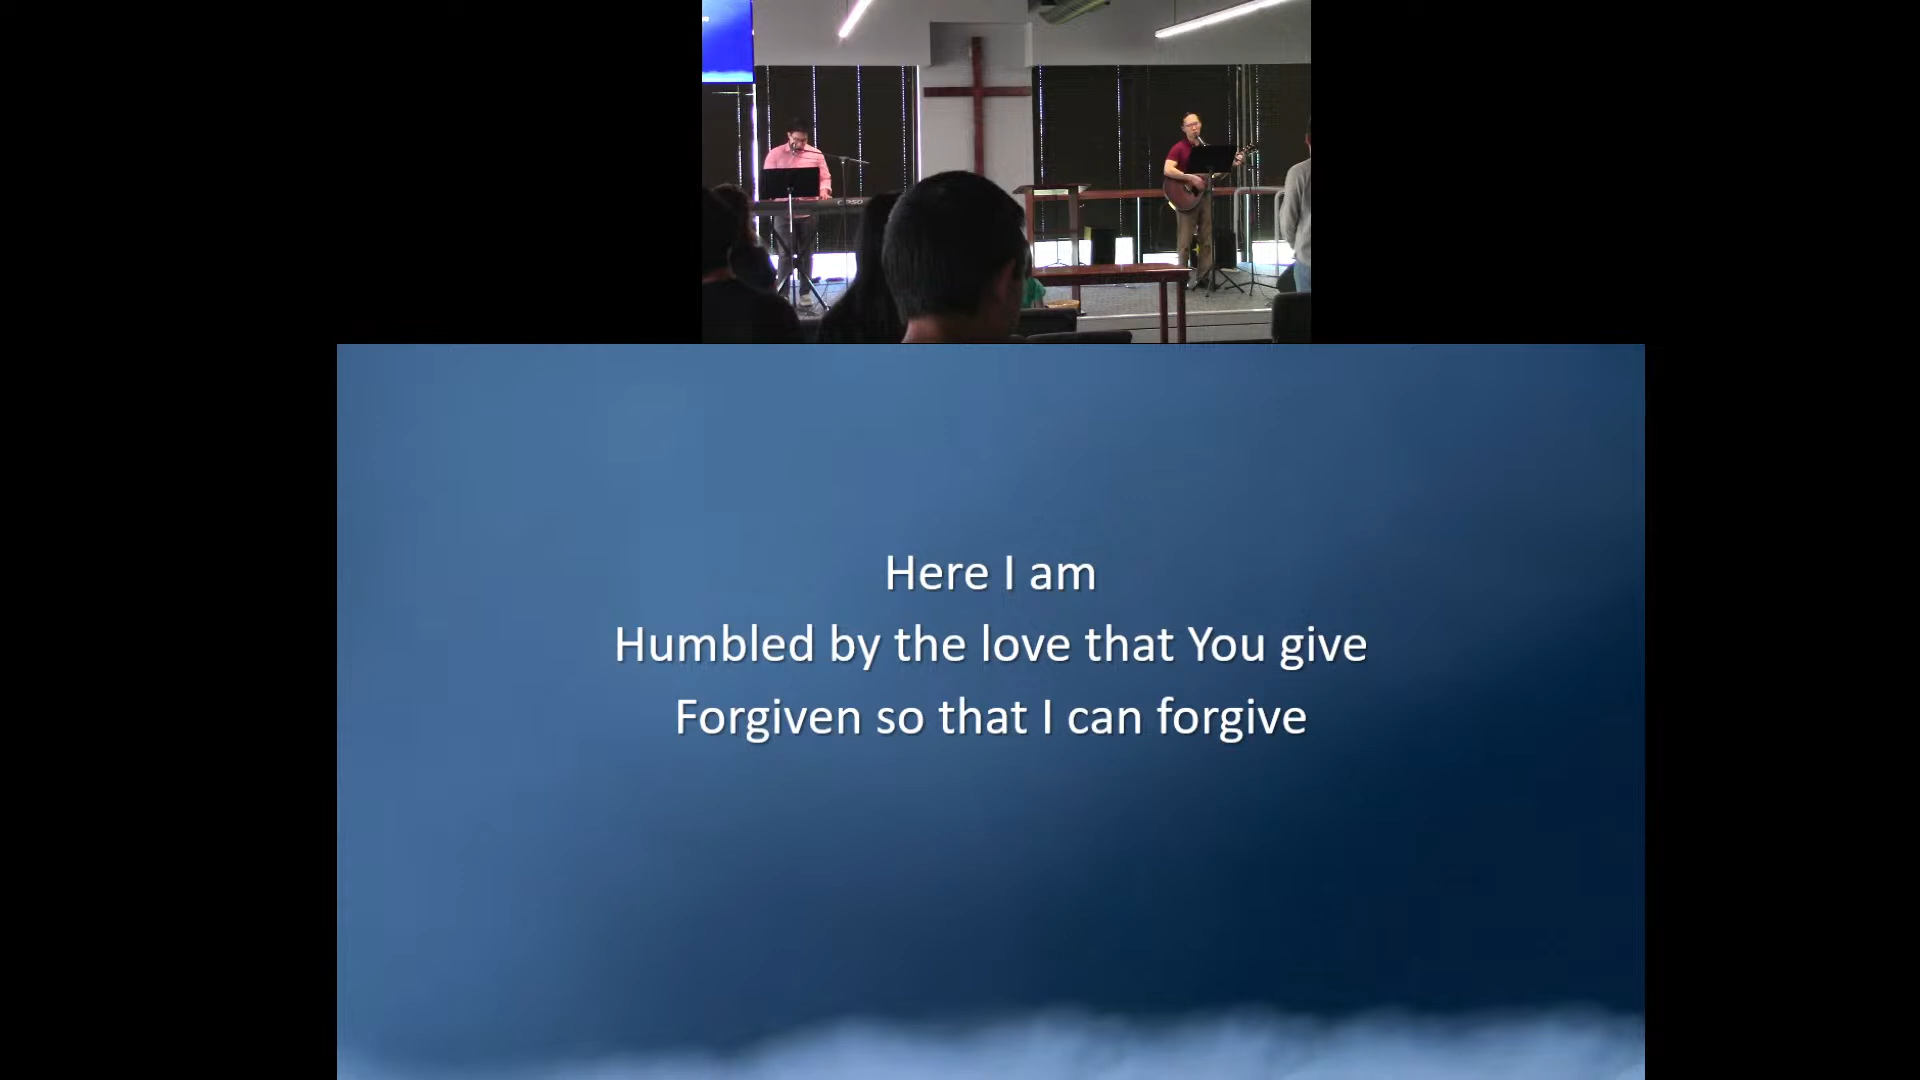 Here I am
Humbled by the love that You give
Forgiven so that I can forgive